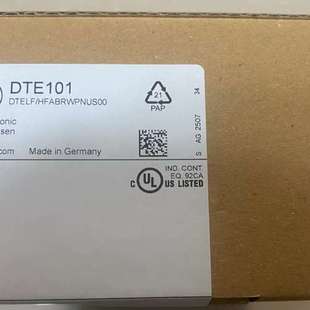 DTE101
DTELF/HFABRWPNUS00
onic
sen
.com Made in Germany
21
PAP
S AG 2507 34
IND. CONT.
EQ. 92CA
C UL US LISTED